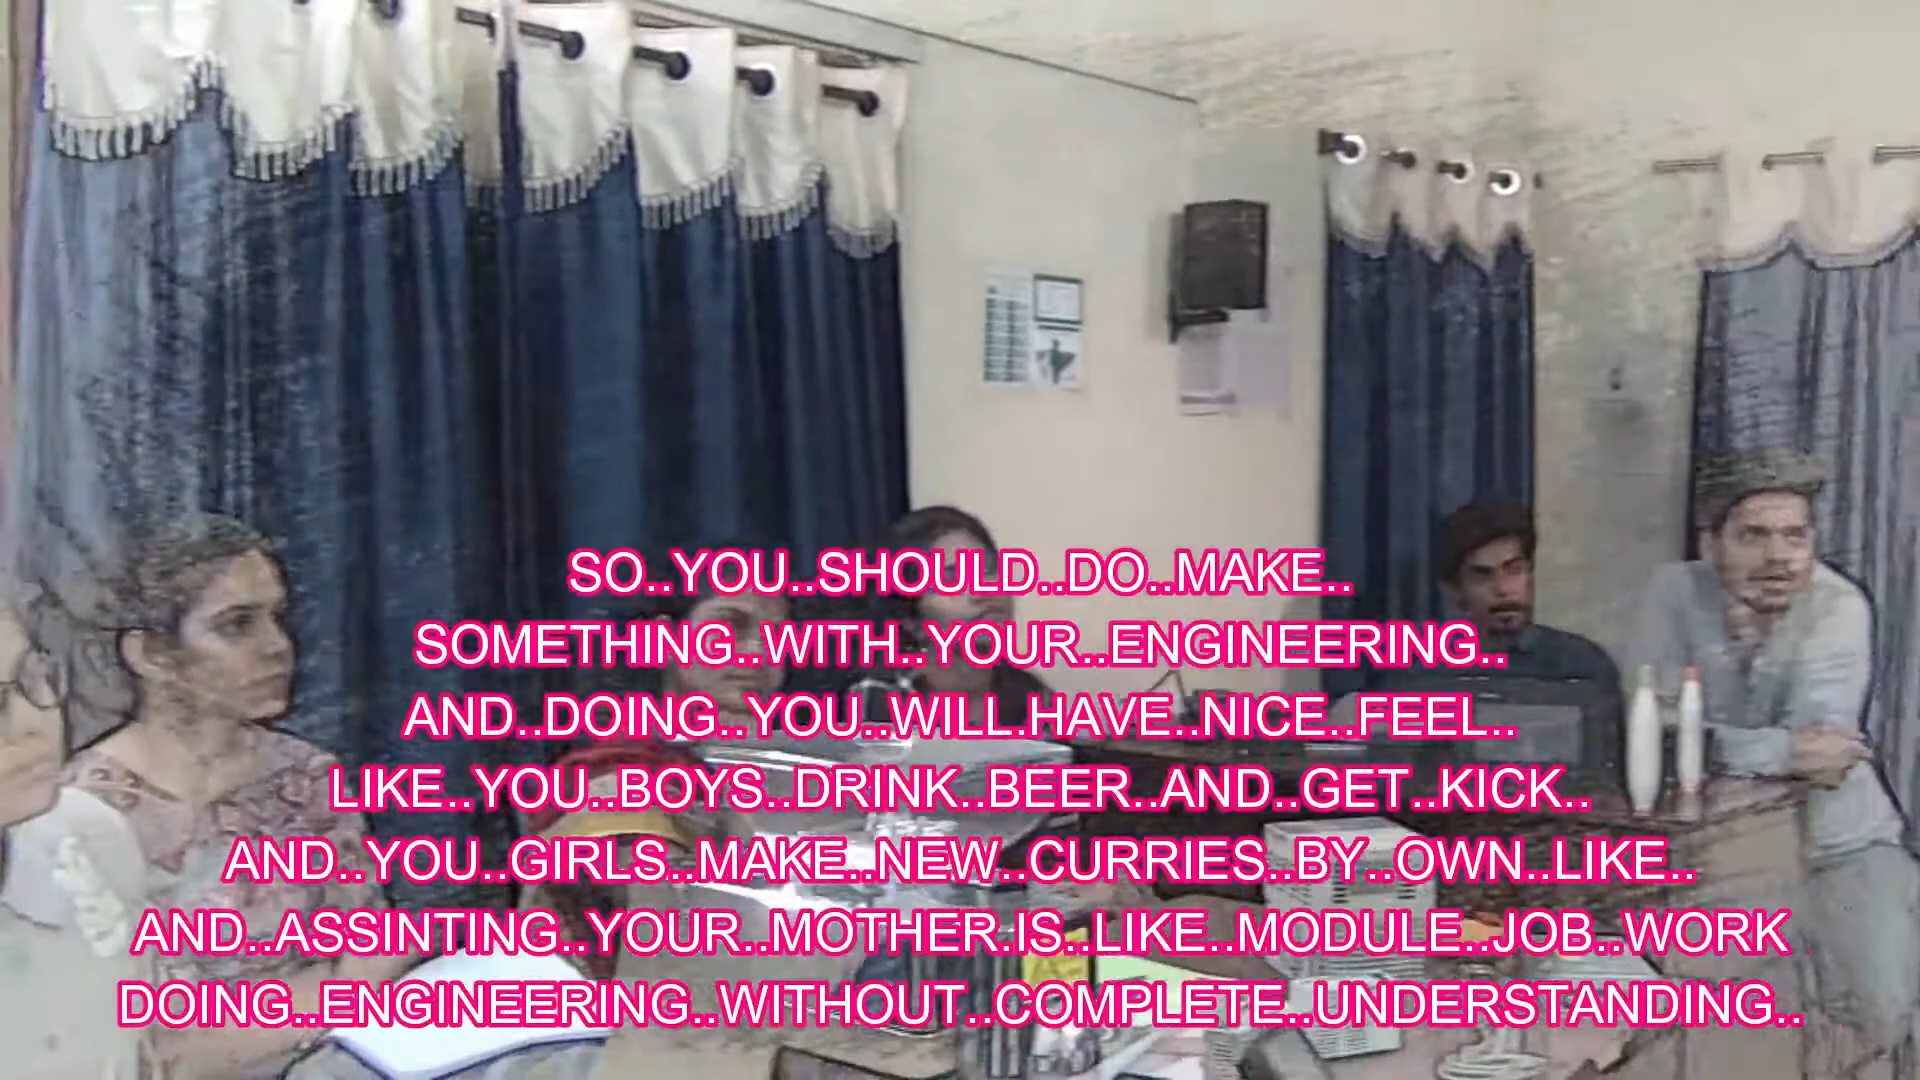 SO..YOU..SHOULD..DO..MAKE..
SOMETHING..WITH..YOUR..ENGINEERING..
AND..DOING..YOU..WILL.HAVE..NICE..FEEL..
LIKE..YOU..BOYS..DRINK..BEER..AND..GET..KICK..
AND..YOU..GIRLS..MAKE..NEW..CURRIES..BY..OWN..LIKE..
AND..ASSINTING..YOUR..MOTHER.IS..LIKE..MODULE..JOB..WORK
DOING..ENGINEERING..WITHOUT..COMPLETE..UNDERSTANDING..